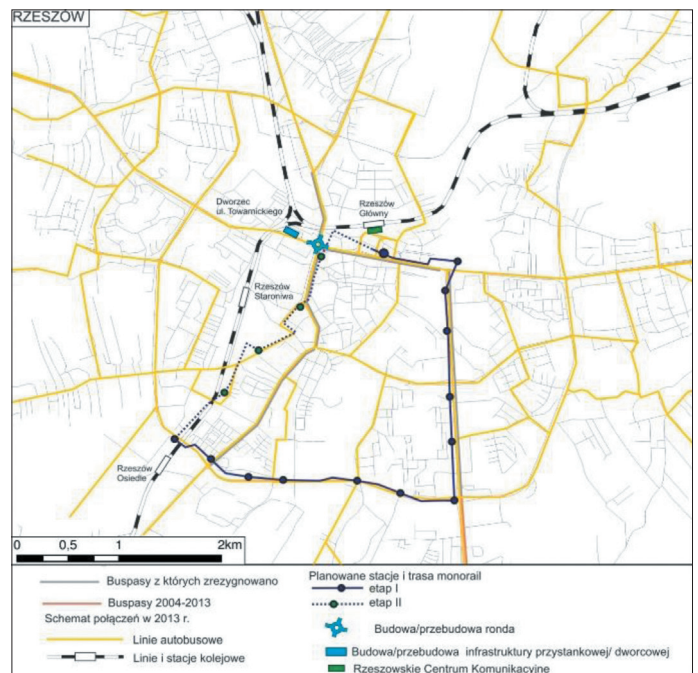 RZESZÓW
Dworzec
ul. Towarnickiego
Rzeszów
Główny
Rzeszów
Staroniwa
Rzeszów
Osiedle
0 0,5 1 2km
Buspasy z których zrezygnowano
Buspasy 2004-2013
Schemat połączeń w 2013 r.
Linie autobusowe
Linie i stacje kolejowe
Planowane stacje i trasa monorail
etap I
etap II
Budowa/przebudowa ronda
Budowa/przebudowa infrastruktury przystankowej/ dworcowej
Rzeszowskie Centrum Komunikacyjne